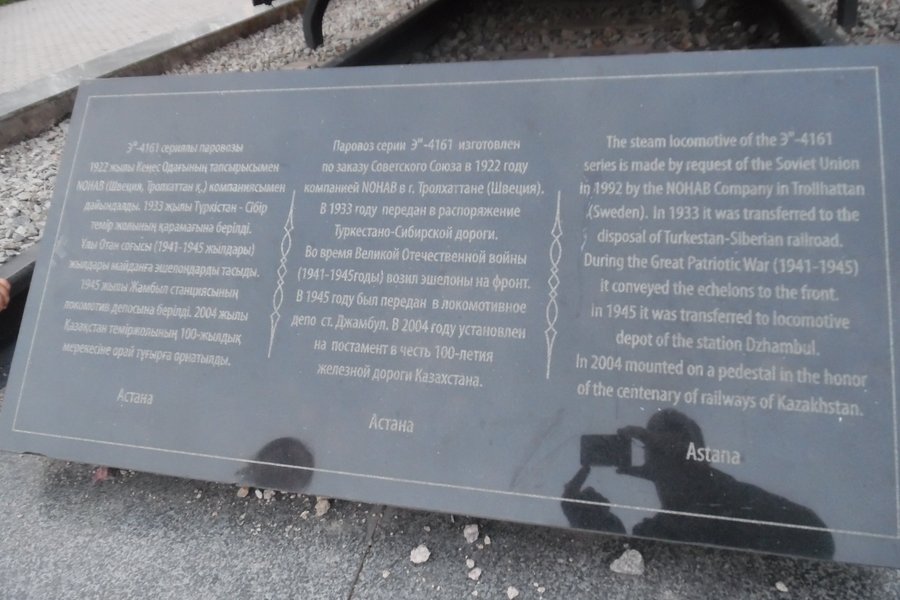 Эш-4161 сериялы паровозы
1922 жылы Кеңес Одағының тапсырысымен
NOHAB (Швеция, Тролхаттан қ.) компаниясымен
дайындалды. 1933 жылы Түркістан - Сібір
темір жолының қарамағына берілді.
Ұлы Отан соғысы (1941-1945 жылдары)
жылдары майданға эшелондарды тасыды.
1945 жылы Жамбыл станциясының
локомотив депосына берілді. 2004 жылы
Қазақстан теміржолының 100-жылдық
мерекесіне орай тұғырға орнатылды.
Астана
Паровоз серии Эш-4161 изготовлен
по заказу Советского Союза в 1922 году
компанией NOHAB в г. Тролхаттане (Швеция).
В 1933 году передан в распоряжение
Туркестано-Сибирской дороги.
Во время Великой Отечественной войны
(1941-1945годы) возил эшелоны на фронт.
В 1945 году был передан в локомотивное
депо ст. Джамбул. В 2004 году установлен
на постамент в честь 100-летия
железной дороги Казахстана.
Астана
The steam locomotive of the Эш-4161
series is made by request of the Soviet Union
in 1992 by the NOHAB Company in Trollhattan
(Sweden). In 1933 it was transferred to the
disposal of Turkestan-Siberian railroad.
During the Great Patriotic War (1941-1945)
it conveyed the echelons to the front.
in 1945 it was transferred to locomotive
depot of the station Dzhambul.
In 2004 mounted on a pedestal in the honor
of the centenary of railways of Kazakhstan.
Astana